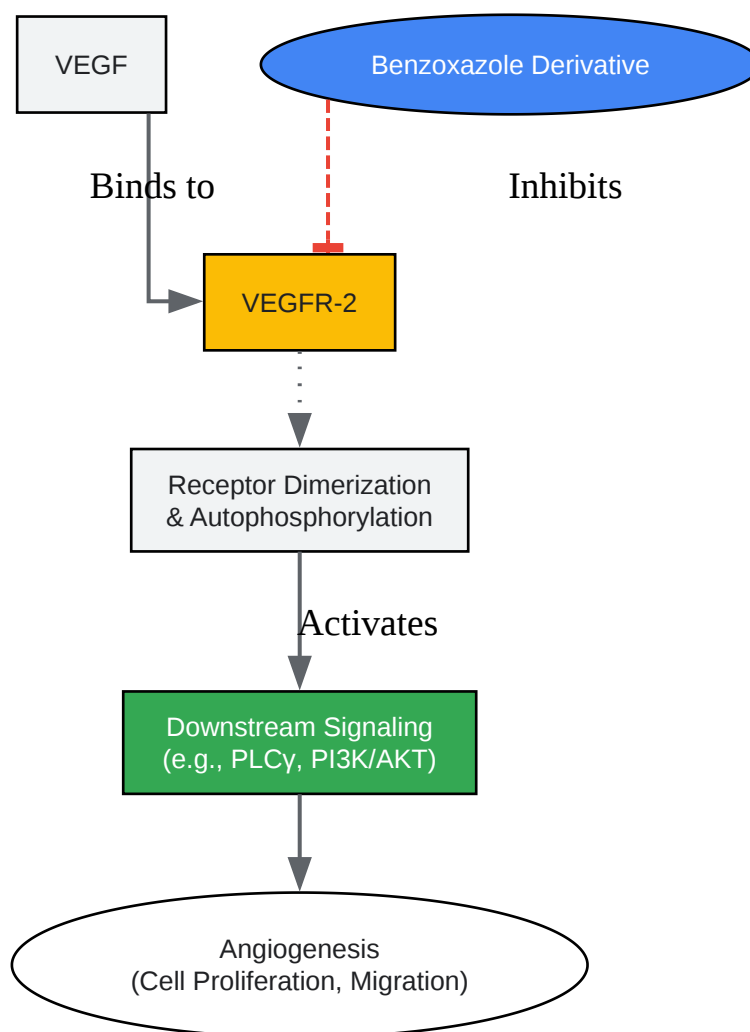 VEGF
Benzoxazole Derivative
Binds to
Inhibits
VEGFR-2
Receptor Dimerization
& Autophosphorylation
Activates
Downstream Signaling
(e.g., PLCγ, PI3K/AKT)
Angiogenesis
(Cell Proliferation, Migration)